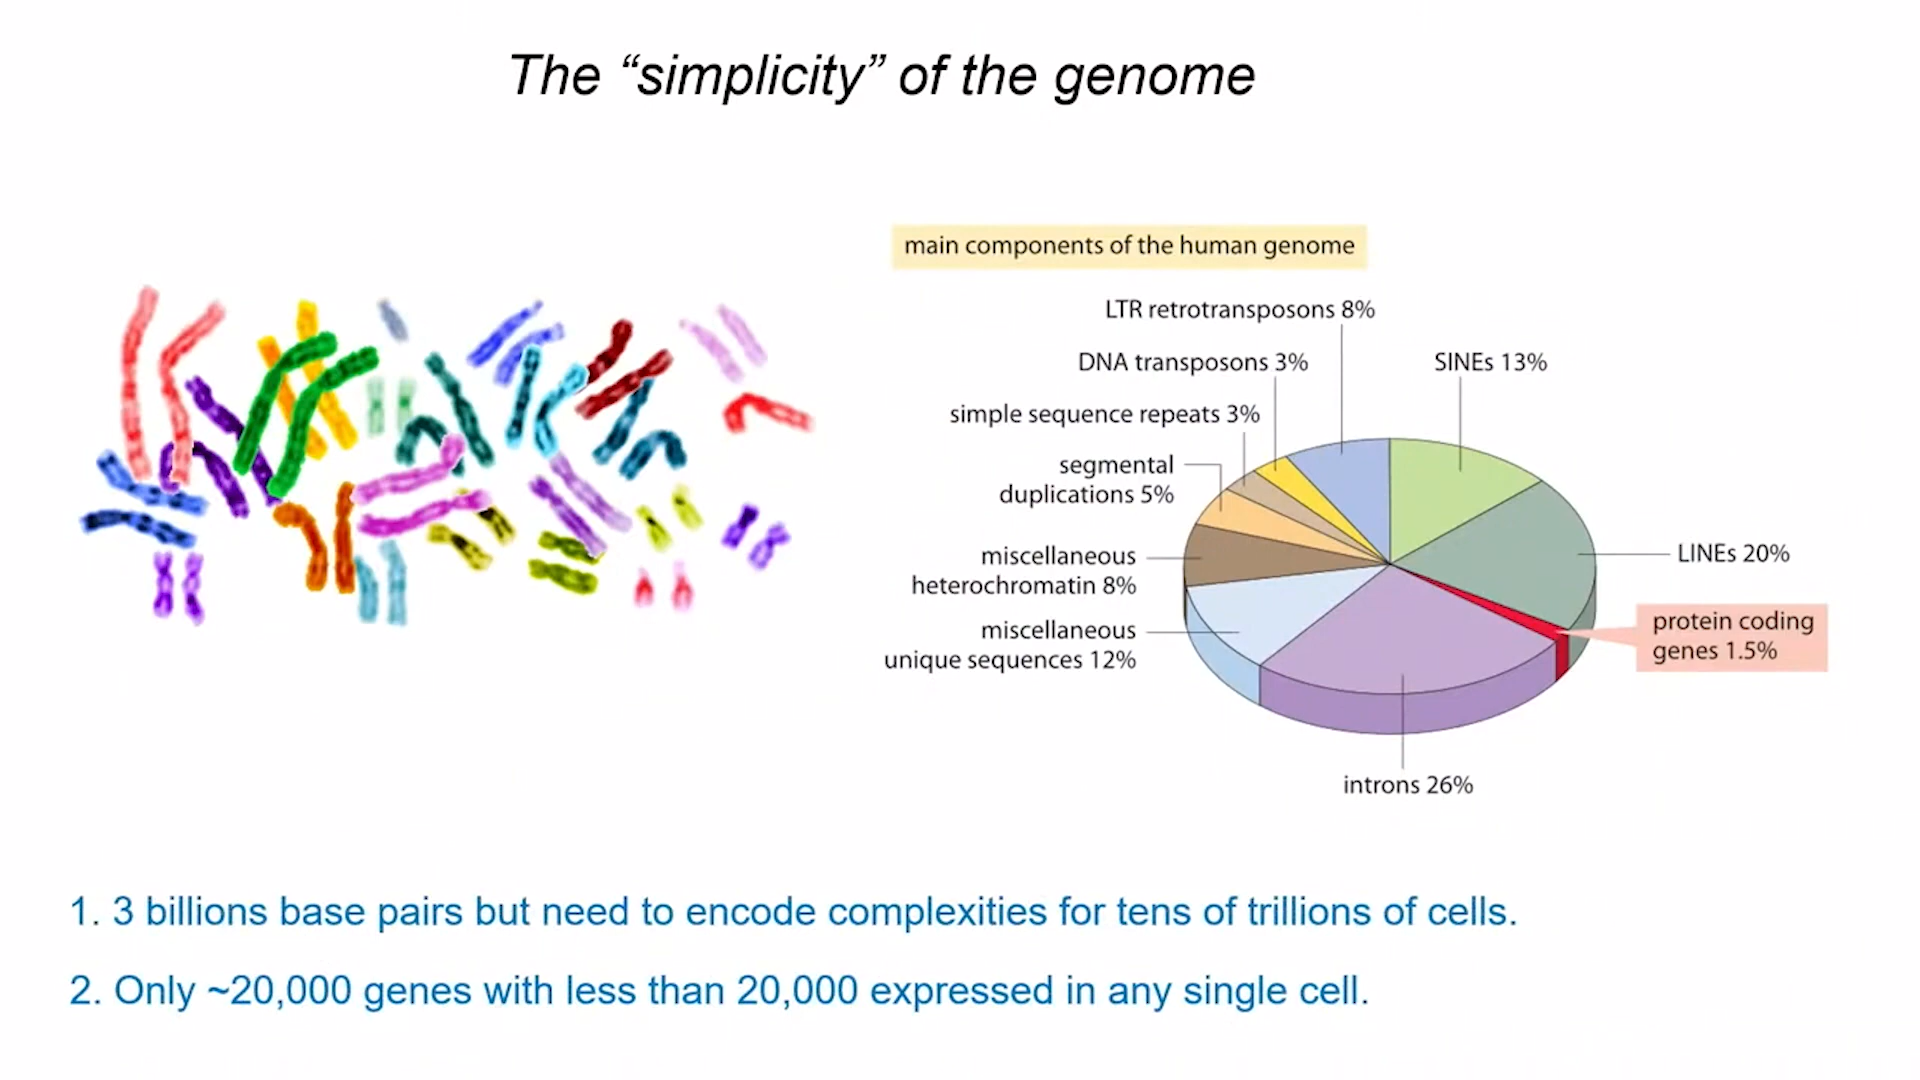 The “simplicity” of the genome
main components of the human genome
LTR retrotransposons 8%
DNA transposons 3%
SINEs 13%
simple sequence repeats 3%
segmental
duplications 5%
miscellaneous
heterochromatin 8%
LINEs 20%
protein coding
genes 1.5%
miscellaneous
unique sequences 12%
introns 26%
1. 3 billions base pairs but need to encode complexities for tens of trillions of cells.
2. Only ~20,000 genes with less than 20,000 expressed in any single cell.